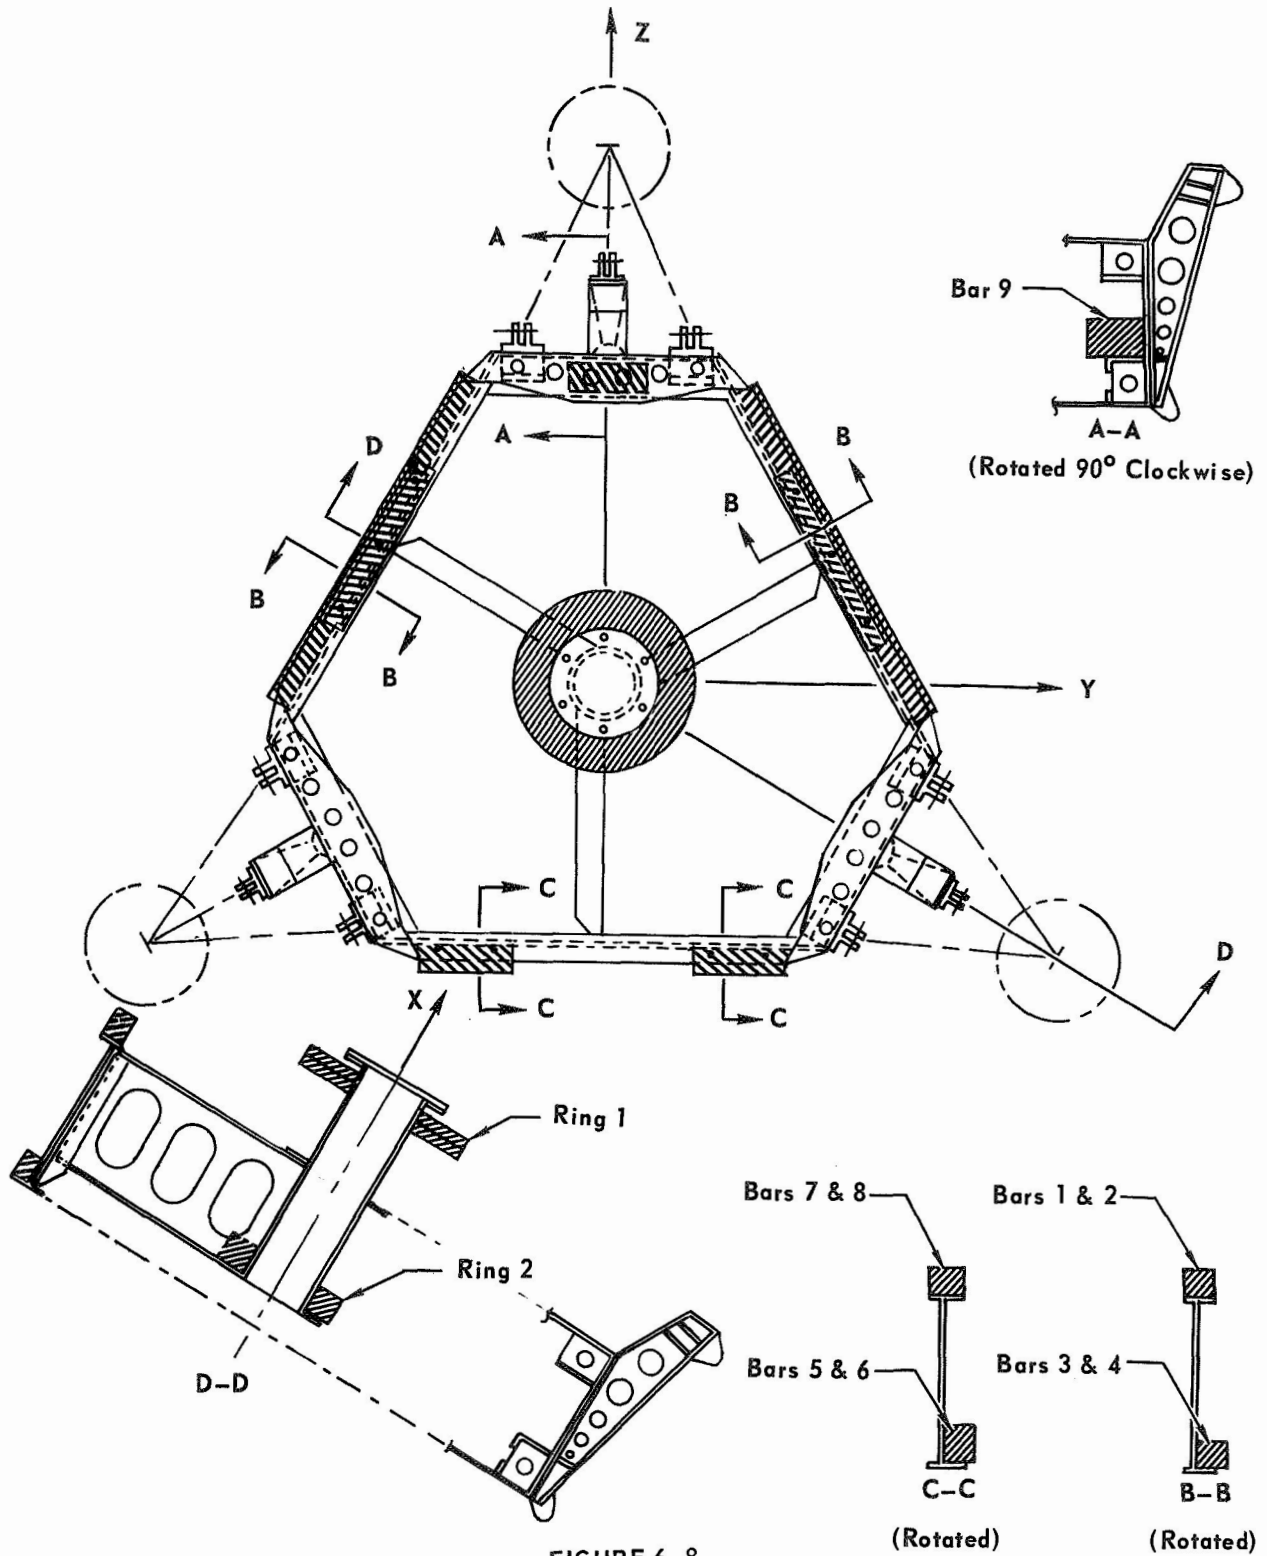 Z
A
Bar 9
A
B
D
A–A
(Rotated 90° Clockwise)
B
B
B
Y
C
C
D
X
C
C
Ring 1
Bars 7 & 8
Bars 1 & 2
Ring 2
Bars 5 & 6
Bars 3 & 4
D–D
C–C
B–B
(Rotated)
(Rotated)
FIGURE 6-8